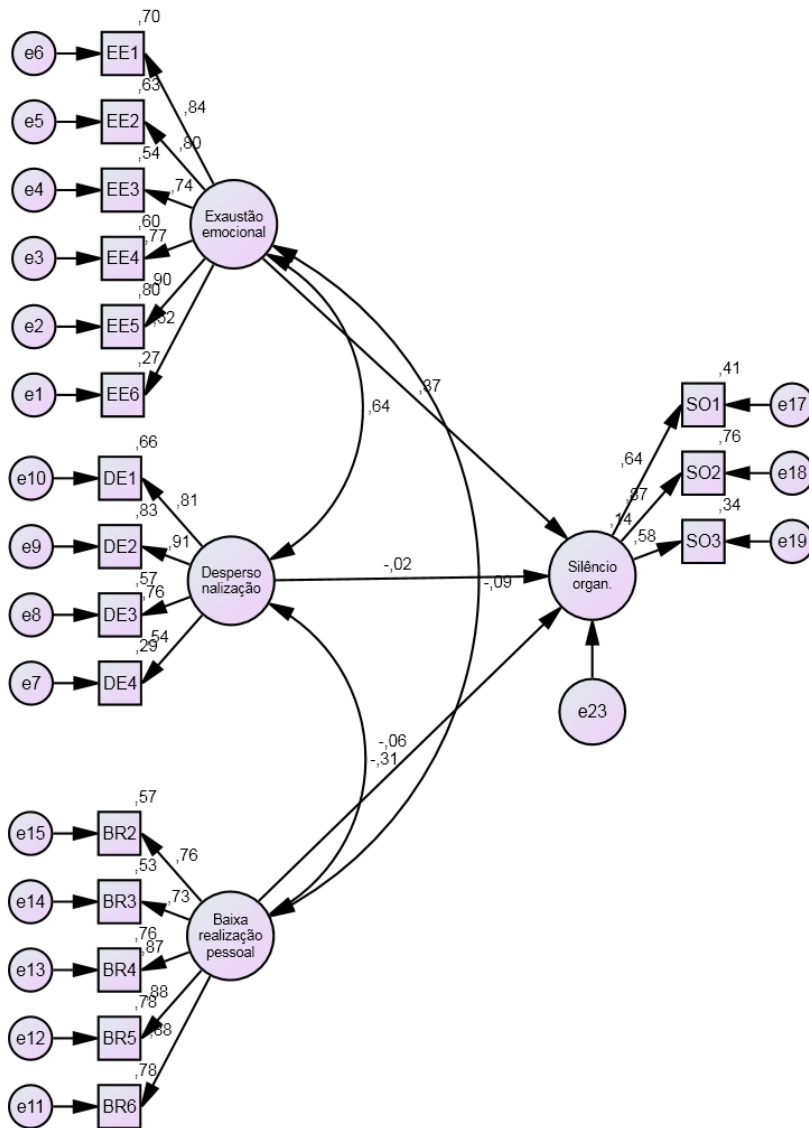 ,70
e6 EE1
,63 ,84
e5 EE2 ,80
,54
e4 EE3 ,74
Exaustão
emocional
,60
e3 EE4 ,77
,80 ,90
e2 EE5 ,52
,27
e1 EE6
,37
,64
,41
SO1 e17
,64 ,76
SO2 e18
,87 ,34
,14 ,58 SO3 e19
Silêncio
organ.
,66
e10 DE1 ,81
,83
e9 DE2 ,91
Desperso
nalização
-,02
-,09
,57 ,76
e8 DE3
,29 ,54
e7 DE4
e23
-,06
-,31
,57
e15 BR2 ,76
,53
e14 BR3 ,73
Baixa
realização
pessoal
,76 ,87
e13 BR4
,78 ,88
e12 BR5 ,88
,78
e11 BR6